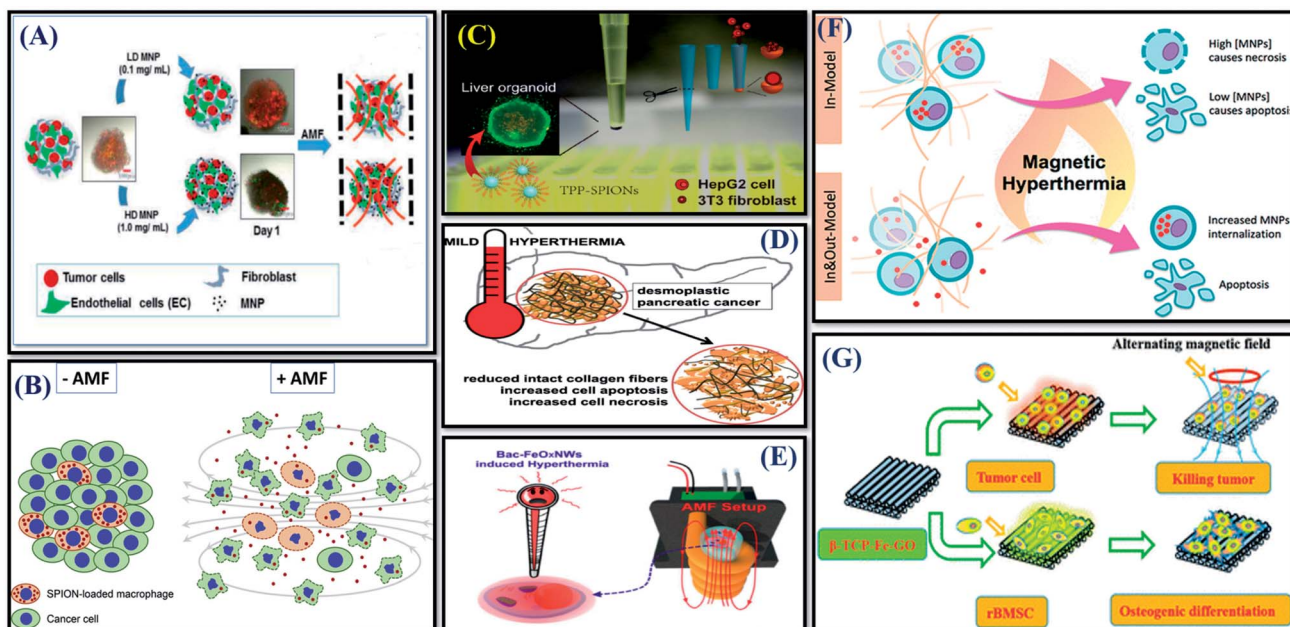 (A)
LD MNP
(0.1 mg/ mL)
AMF
HD MNP
(1.0 mg/mL)
Day 1
Tumor cells
Fibroblast
Endothelial cells (EC)
MNP
(B)
- AMF
+ AMF
SPION-loaded macrophage
Cancer cell
(C)
Liver organoid
TPP-SPIONs
HepG2 cell
3T3 fibroblast
(D)
MILD HYPERTHERMIA
desmoplastic
pancreatic cancer
reduced intact collagen fibers
increased cell apoptosis
increased cell necrosis
(E)
Bac-FeOxNWs
induced Hyperthermia
AMF Setup
(F)
In-Model
High [MNPs]
causes necrosis
Low [MNPs]
causes apoptosis
Magnetic
Hyperthermia
In&Out-Model
Increased MNPs
internalization
Apoptosis
(G)
Alternating magnetic field
Tumor cell
Killing tumor
β-TCP-Fe-GO
rBMSC
Osteogenic differentiation